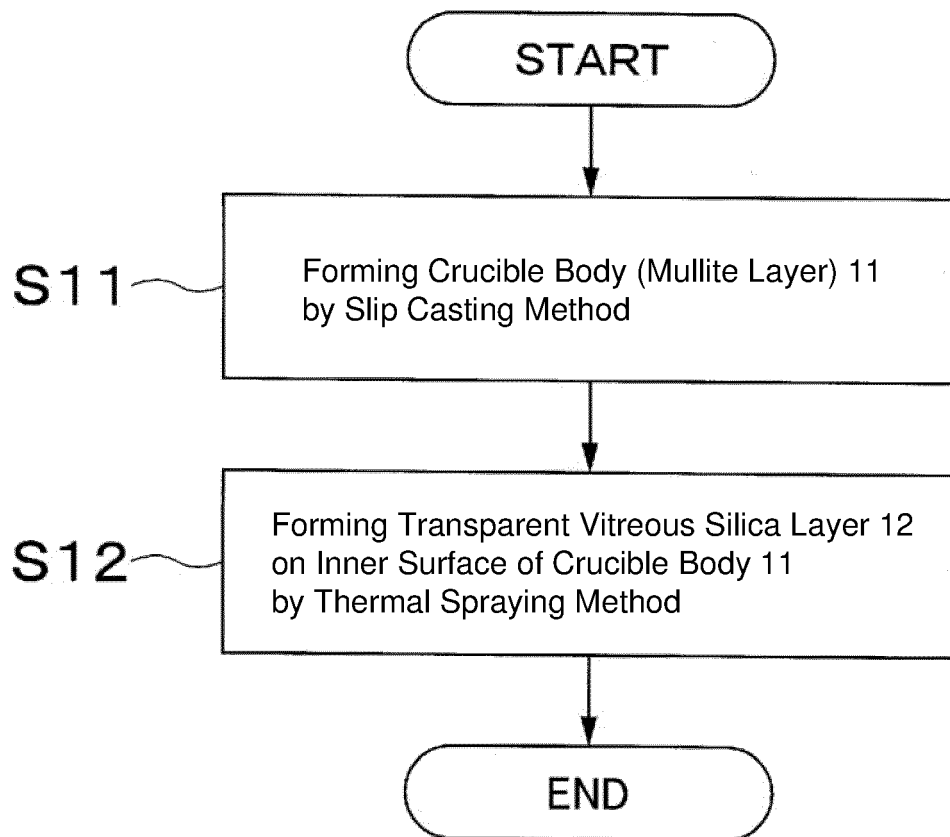 START
S11
Forming Crucible Body (Mullite Layer) 11
by Slip Casting Method
S12
Forming Transparent Vitreous Silica Layer 12
on Inner Surface of Crucible Body 11
by Thermal Spraying Method
END